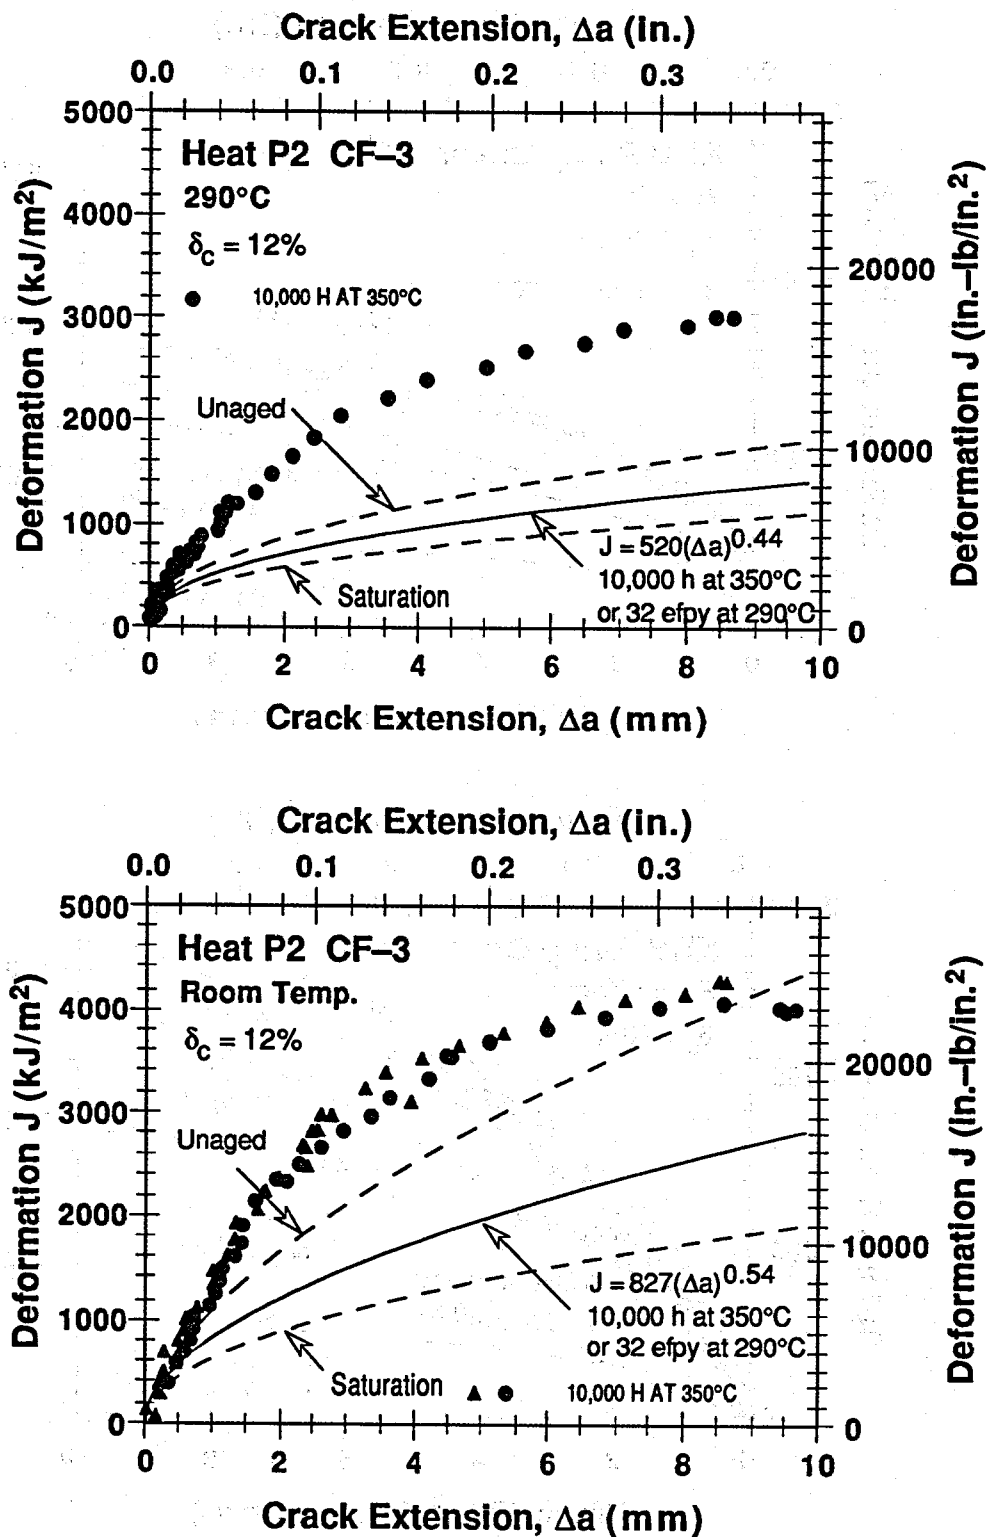 Crack Extension, Δa (in.)
0.0 0.1 0.2 0.3
5000
Heat P2 CF–3
290°C
4000
δc = 12%
20000
10,000 H AT 350°C
3000
Unaged
2000
10000
1000
J = 520(Δa)0.44
10,000 h at 350°C
Saturation
or 32 efpy at 290°C
0 0
0 2 4 6 8 10
Deformation J (kJ/m2)
Deformation J (in.–lb/in.2)
Crack Extension, Δa (mm)
Crack Extension, Δa (in.)
0.0 0.1 0.2 0.3
5000
Heat P2 CF–3
Room Temp.
4000
δc = 12%
20000
3000
Unaged
2000
10000
J = 827(Δa)0.54
1000
10,000 h at 350°C
or 32 efpy at 290°C
Saturation
10,000 H AT 350°C
0 0
0 2 4 6 8 10
Deformation J (kJ/m2)
Deformation J (in.–lb/in.2)
Crack Extension, Δa (mm)